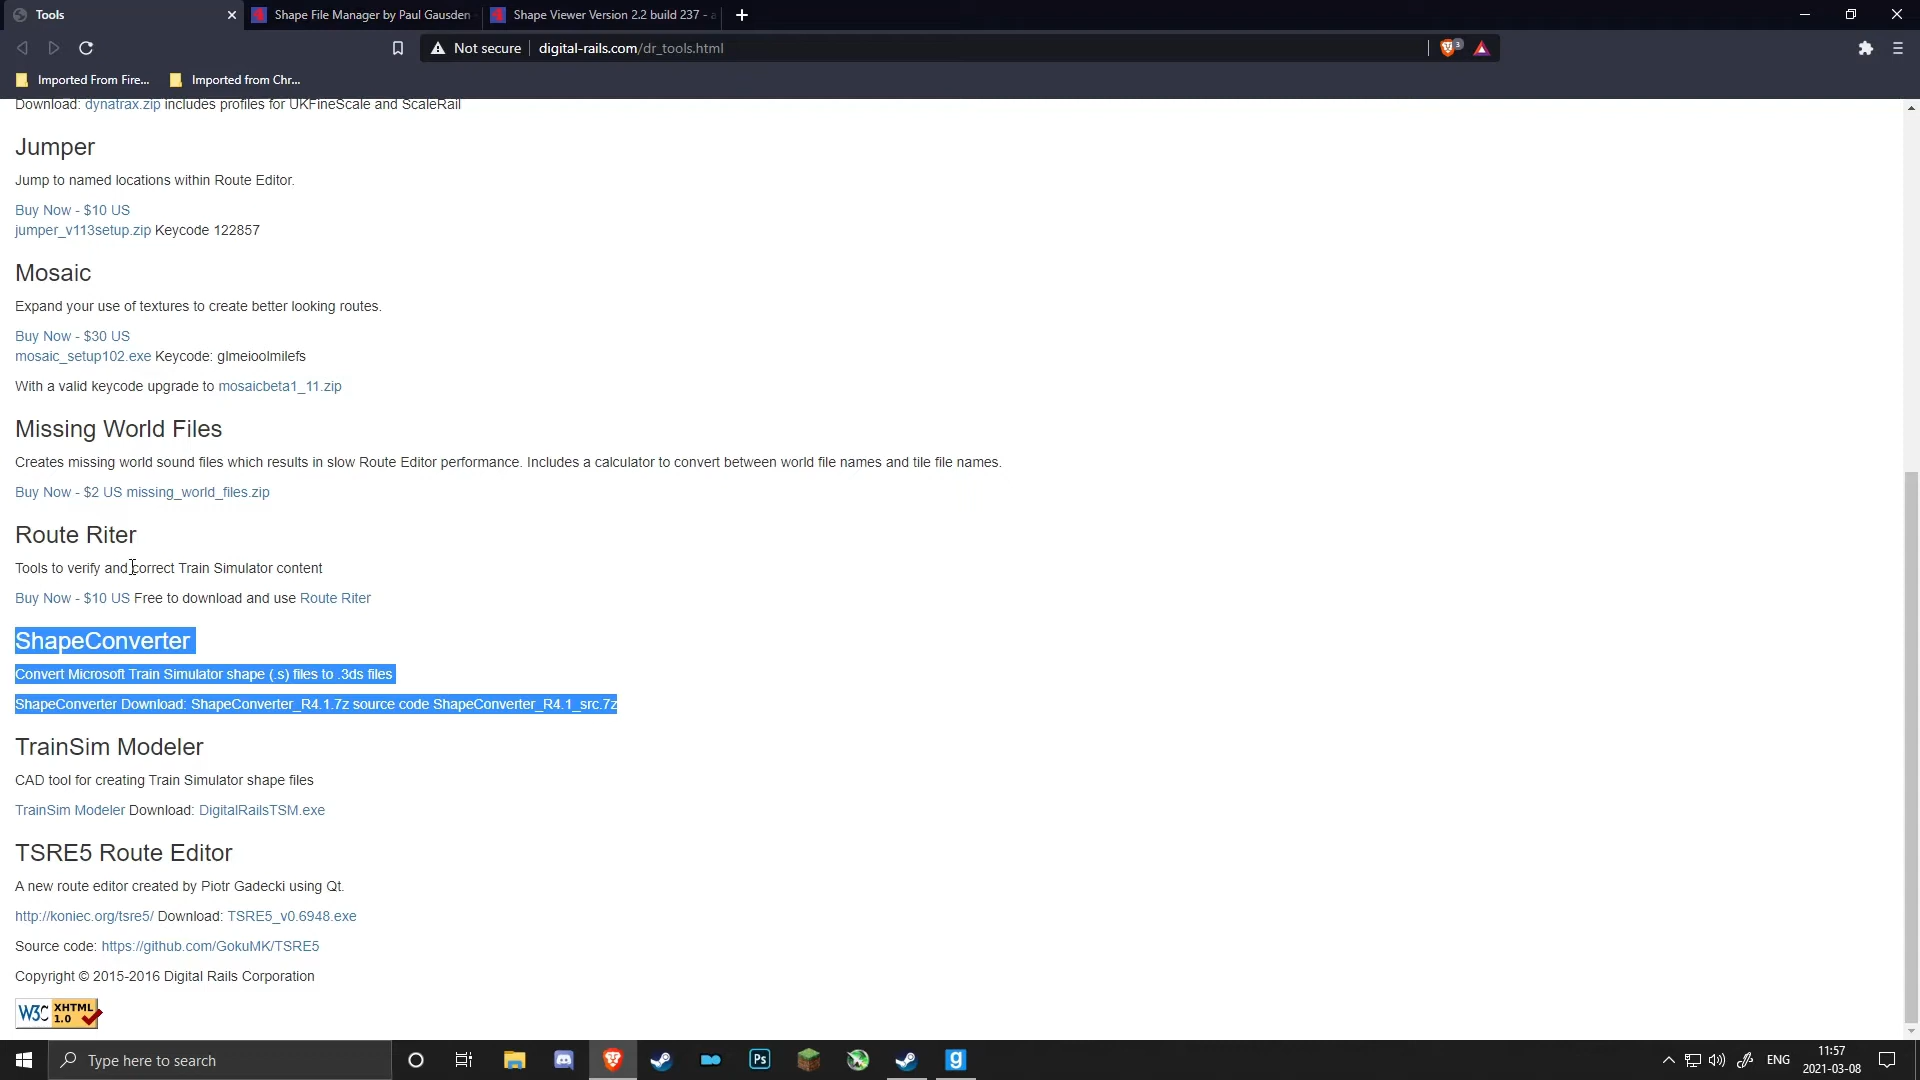 Tools
Shape File Manager by Paul Gausden
Shape Viewer Version 2.2 build 237 -
Not secure
digital-rails.com/dr_tools.html
3
Imported From Fire...
Imported from Chr...
Download: dynatrax.zip includes profiles for UKFineScale and ScaleRail
Jumper
Jump to named locations within Route Editor.
Buy Now - $10 US
jumper_v113setup.zip Keycode 122857
Mosaic
Expand your use of textures to create better looking routes.
Buy Now - $30 US
mosaic_setup102.exe Keycode: glmeioolmilefs
With a valid keycode upgrade to mosaicbeta1_11.zip
Missing World Files
Creates missing world sound files which results in slow Route Editor performance. Includes a calculator to convert between world file names and tile file names.
Buy Now - $2 US missing_world_files.zip
Route Riter
Tools to verify and correct Train Simulator content
Buy Now - $10 US Free to download and use Route Riter
ShapeConverter
Convert Microsoft Train Simulator shape (.s) files to .3ds files
ShapeConverter Download: ShapeConverter_R4.1.7z source code ShapeConverter_R4.1_src.7z
TrainSim Modeler
CAD tool for creating Train Simulator shape files
TrainSim Modeler Download: DigitalRailsTSM.exe
TSRE5 Route Editor
A new route editor created by Piotr Gadecki using Qt.
http://koniec.org/tsre5/ Download: TSRE5_v0.6948.exe
Source code: https://github.com/GokuMK/TSRE5
Copyright © 2015-2016 Digital Rails Corporation
W3C XHTML 1.0
Type here to search
Ps
g
ENG
11:57
2021-03-08